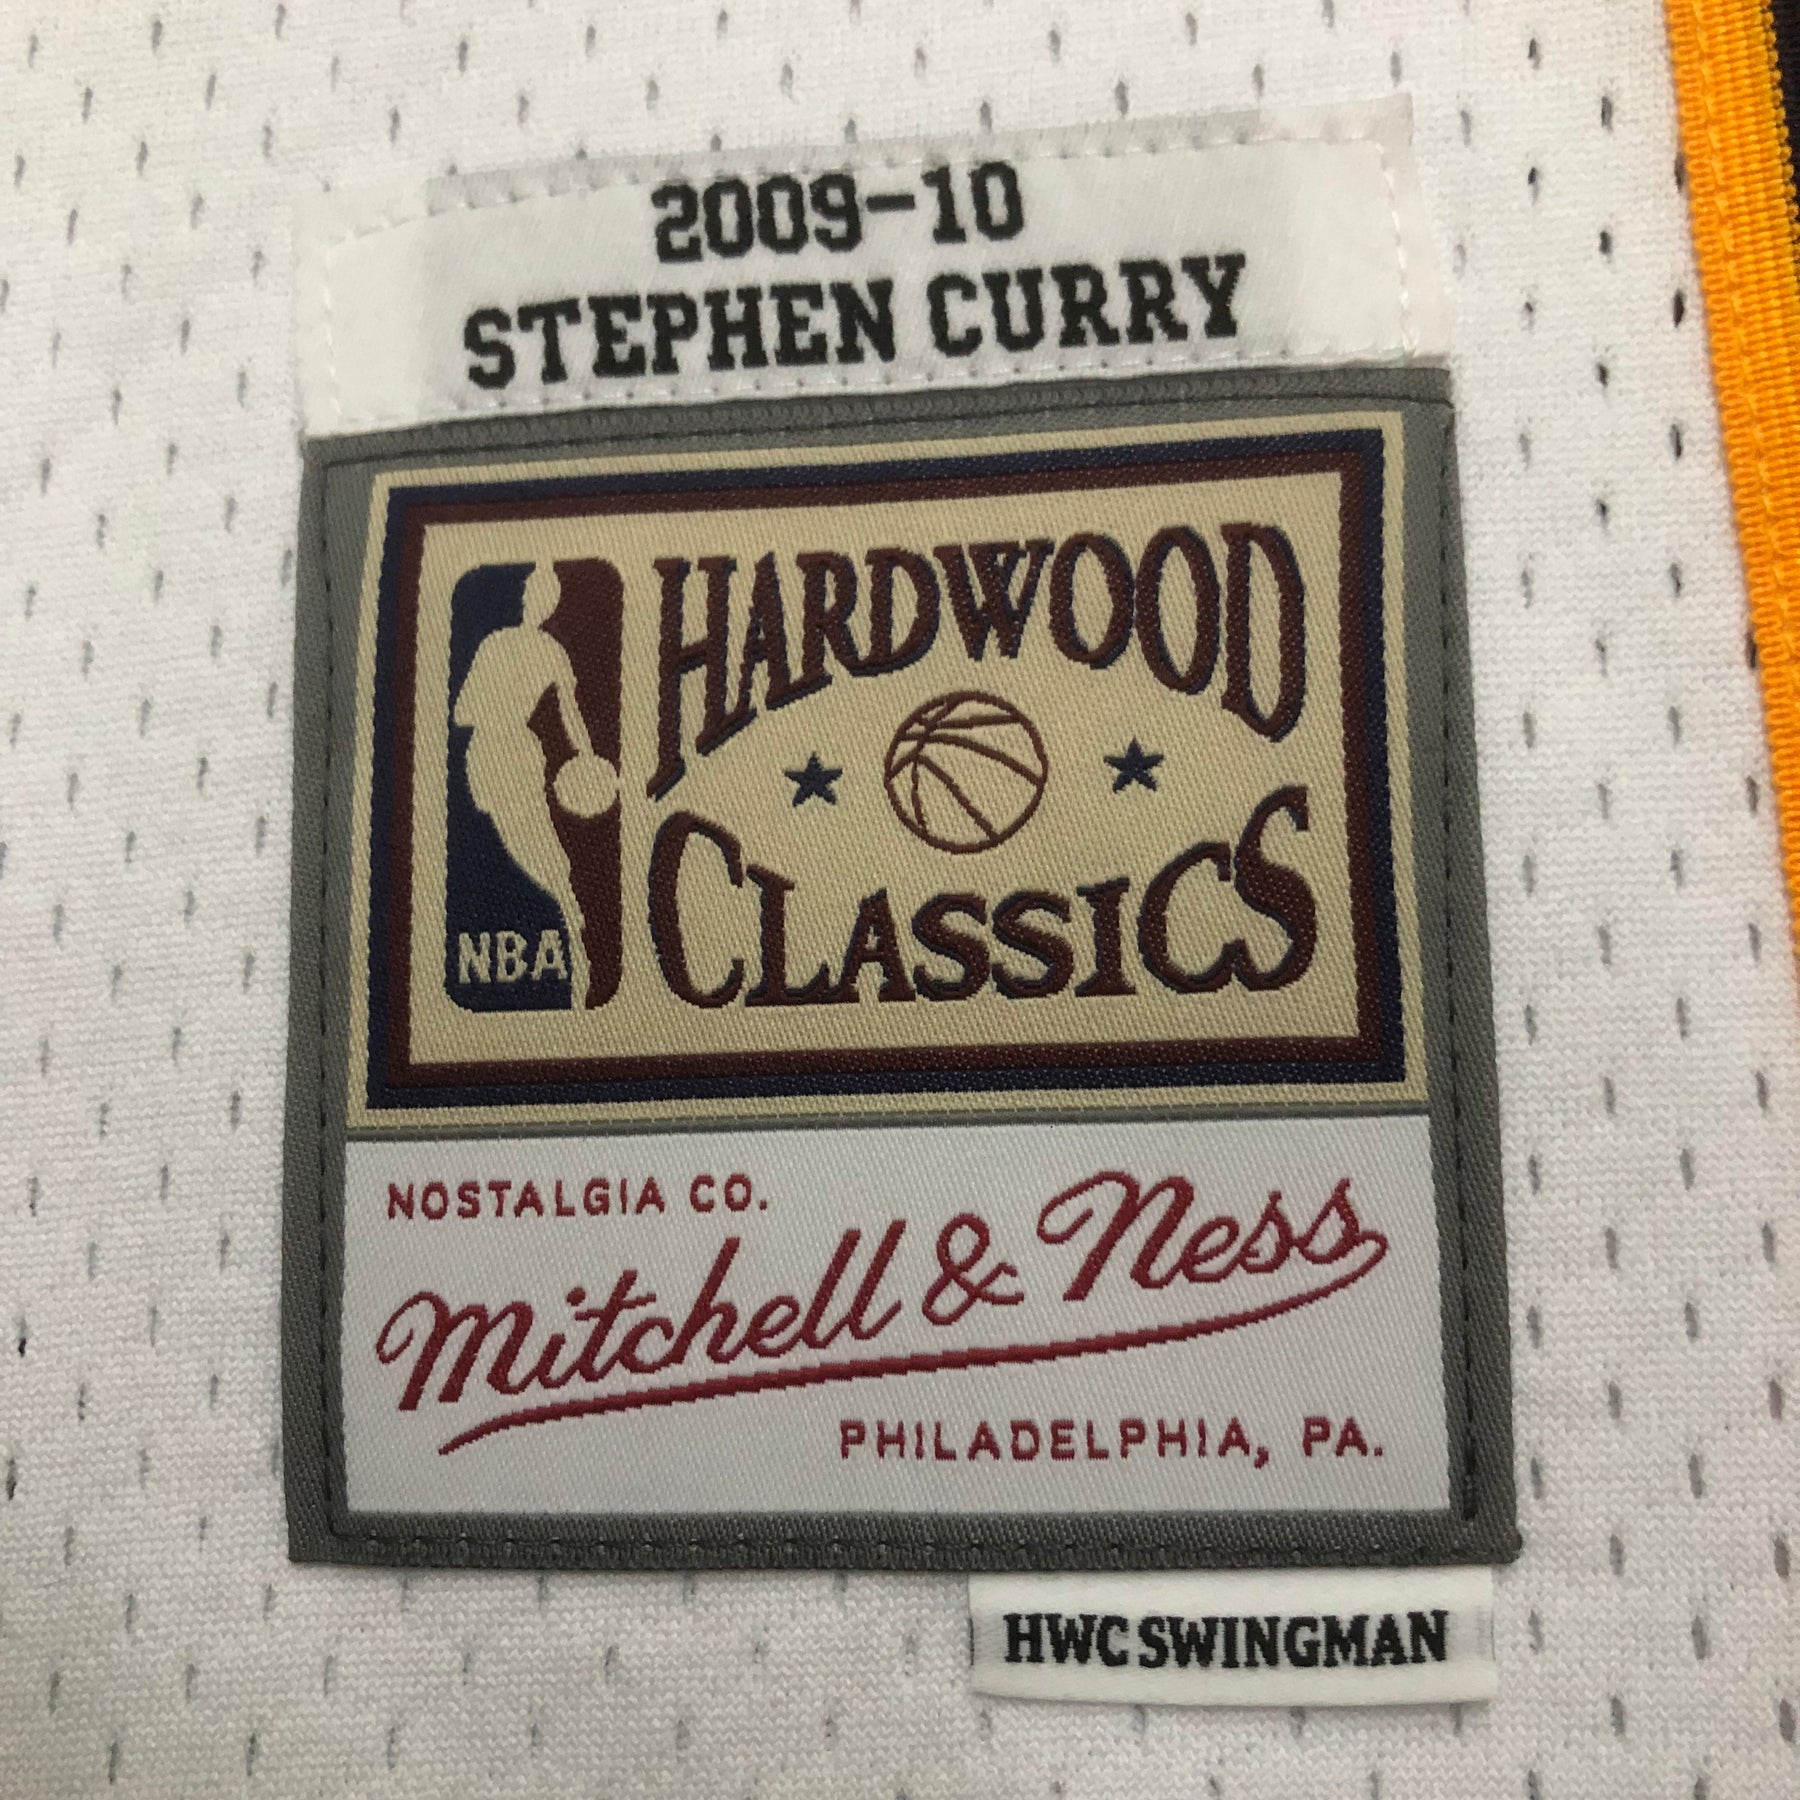 2009-10
STEPHEN CURRY
HARDWOOD
CLASSICS
NBA
NOSTALGIA CO.
Mitchell & Ness
PHILADELPHIA, PA.
HWC SWINGMAN